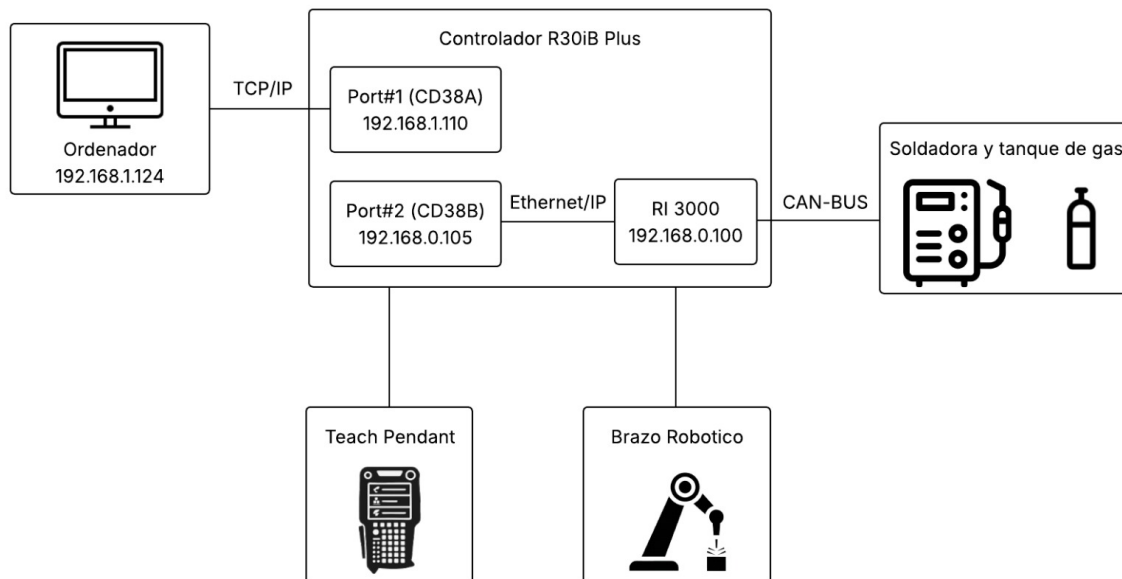 Controlador R30iB Plus
TCP/IP
Port#1 (CD38A)
192.168.1.110
Ordenador
192.168.1.124
Soldadora y tanque de gas
Port#2 (CD38B)
192.168.0.105
Ethernet/IP
RI 3000
192.168.0.100
CAN-BUS
Teach Pendant
Brazo Robotico